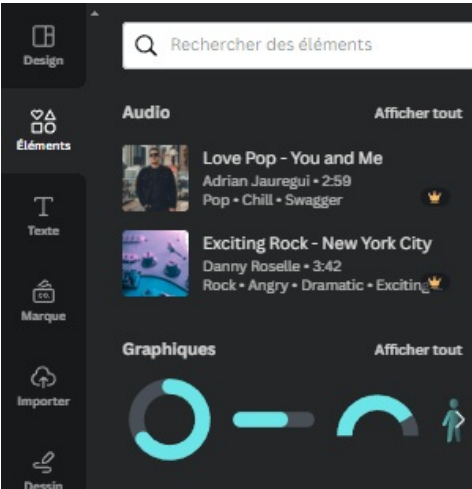 Design
Éléments
Texte
CO.
Marque
Importer
Dessin
Rechercher des éléments
Audio
Afficher tout
Love Pop - You and Me
Adrian Jauregui • 2:59
Pop • Chill • Swagger
Exciting Rock - New York City
Danny Roselle • 3:42
Rock • Angry • Dramatic • Exciting
Graphiques
Afficher tout